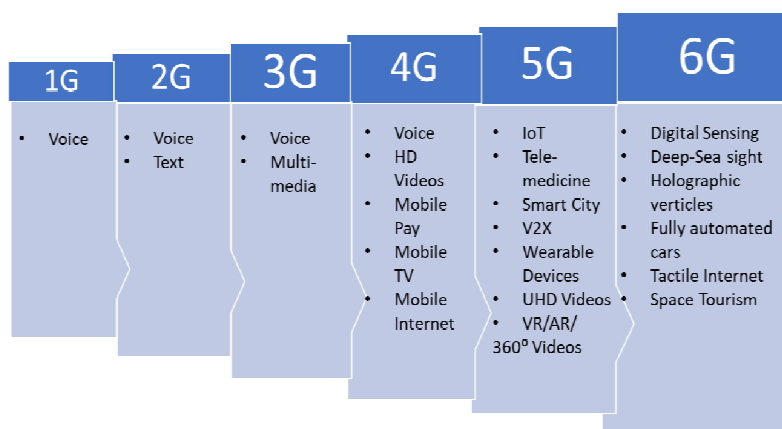 1G
• Voice
2G
• Voice
• Text
3G
• Voice
• Multi-
media
4G
• Voice
• HD
Videos
• Mobile
Pay
• Mobile
TV
• Mobile
Internet
5G
• IoT
• Tele-
medicine
• Smart City
• V2X
• Wearable
Devices
• UHD Videos
• VR/AR/
360⁰ Videos
6G
• Digital Sensing
• Deep-Sea sight
• Holographic
verticles
• Fully automated
cars
• Tactile Internet
• Space Tourism